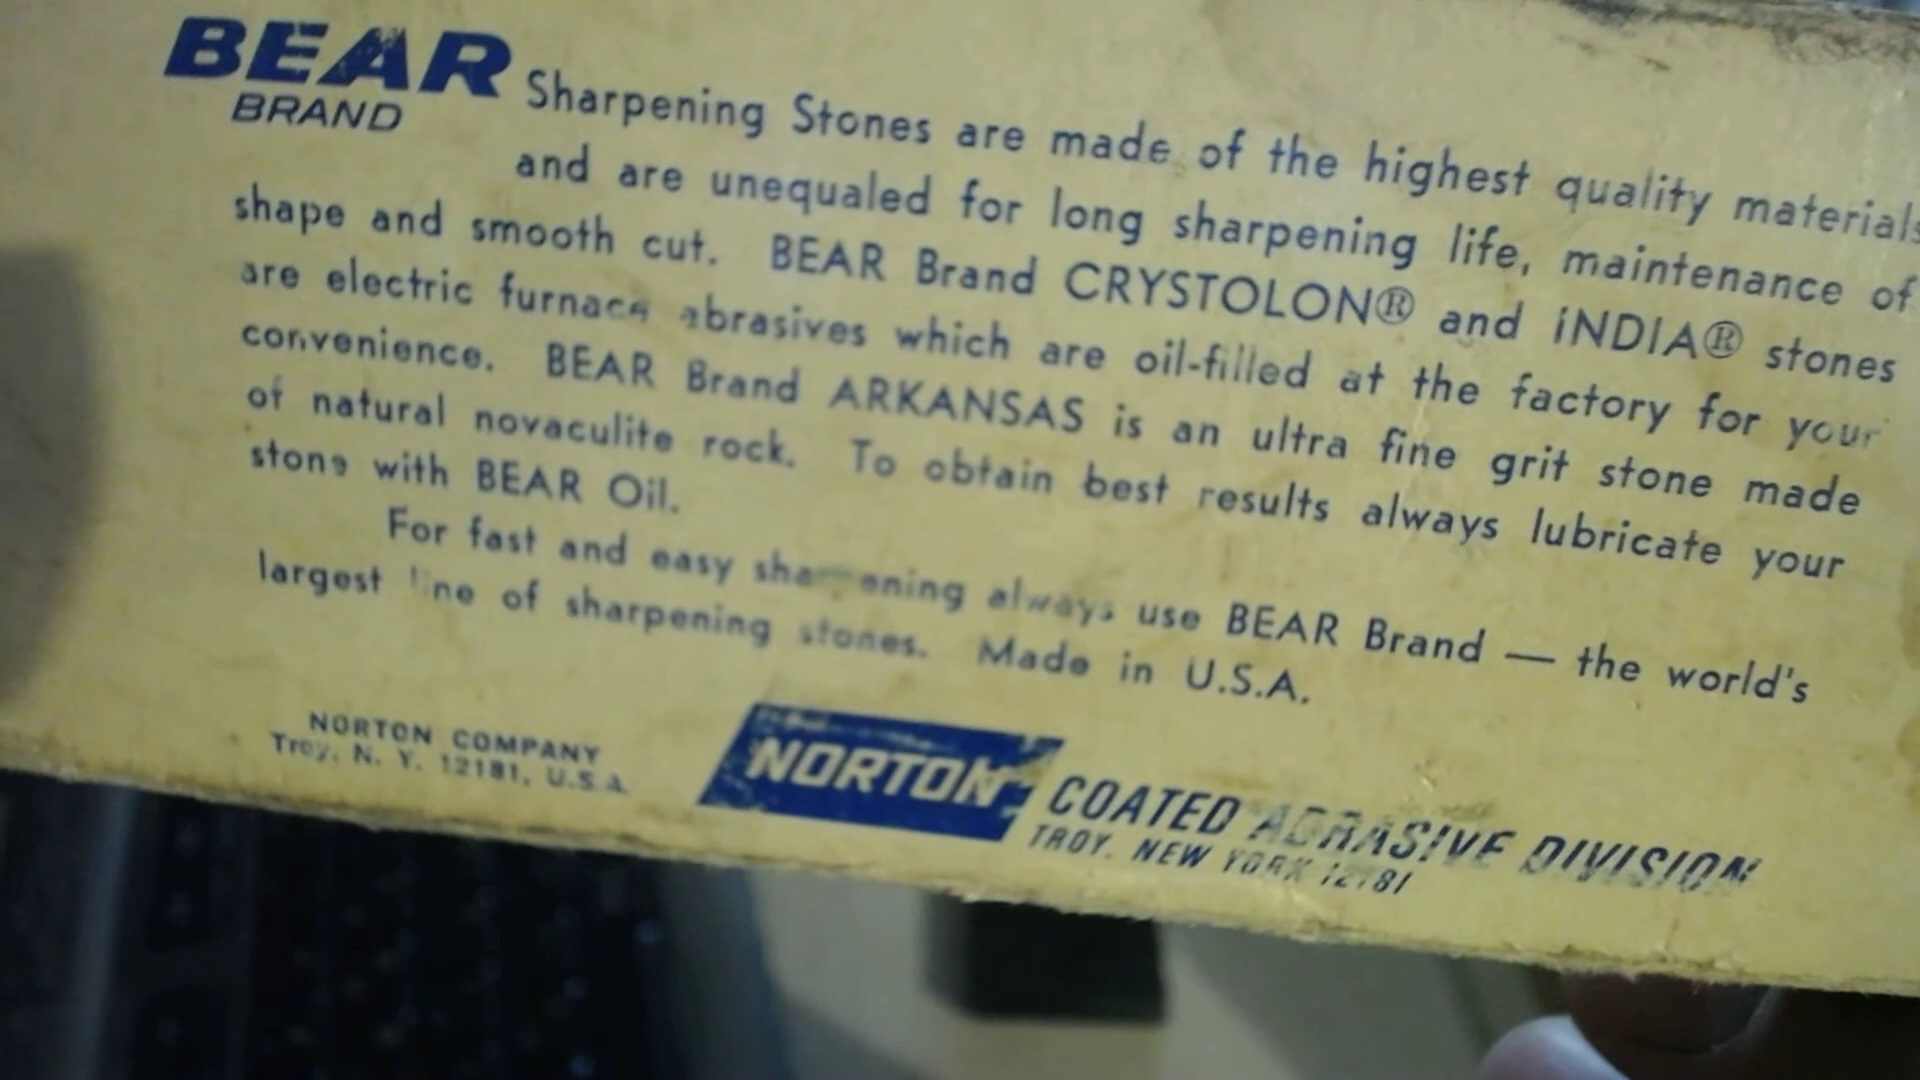 BEAR Sharpening Stones are made of the highest quality materials
BRAND
and are unequaled for long sharpening life, maintenance of
shape and smooth cut. BEAR Brand CRYSTOLON® and INDIA® stones
are electric furnace abrasives which are oil-filled at the factory for your
convenience. BEAR Brand ARKANSAS is an ultra fine grit stone made
of natural novaculite rock. To obtain best results always lubricate your
stone with BEAR Oil.
For fast and easy sharpening always use BEAR Brand — the world's
largest line of sharpening stones. Made in U.S.A.
NORTON COMPANY
Troy, N. Y. 12181, U.S.A.
NORTON COATED ABRASIVE DIVISION
TROY, NEW YORK 12181